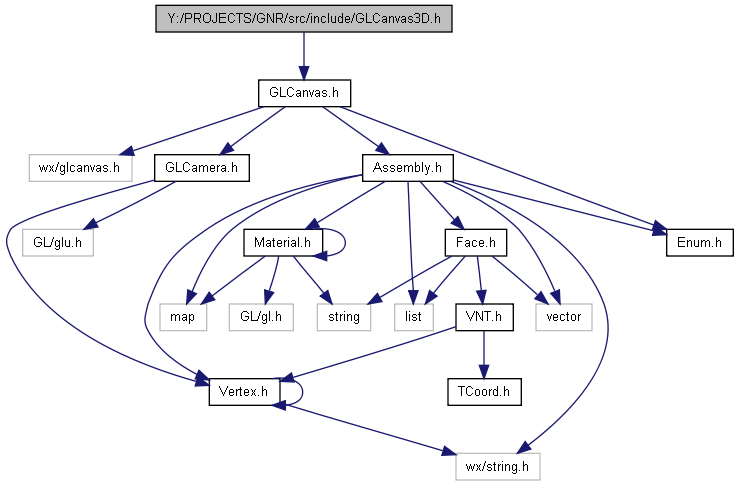 Y:/PROJECTS/GNR/src/include/GLCanvas3D.h
GLCanvas.h
wx/glcanvas.h
GLCamera.h
Assembly.h
GL/glu.h
Material.h
Face.h
Enum.h
map
GL/gl.h
string
list
VNT.h
vector
Vertex.h
TCoord.h
wx/string.h